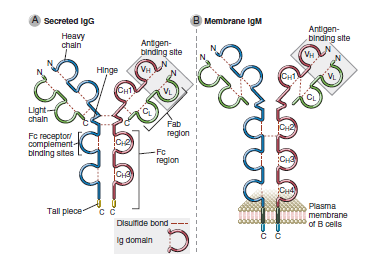 A Secreted IgG
Heavy
chain
Antigen-
binding site
N
N
Hinge
VH
N
N
CH1
VL
CL
Light
chain
C
C
Fab
region
Fc receptor/
complement
binding sites
CH2
Fc
region
CH3
Tail piece
C C
Disulfide bond
Ig domain
B Membrane IgM
Antigen-
binding site
N
N
VH
N
N
CH1
VL
CL
C
C
CH2
CH3
CH4
Plasma
membrane
of B cells
C C